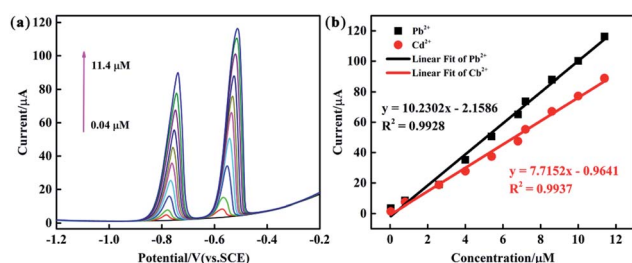 (a)
120
100
80
60
40
20
0
Current/μA
11.4 μM
0.04 μM
-1.2
-1.0
-0.8
-0.6
-0.4
-0.2
Potential/V(vs.SCE)
(b)
120
100
80
60
40
20
0
Current/μA
Pb²⁺
Cd²⁺
Linear Fit of Pb²⁺
Linear Fit of Cb²⁺
y = 10.2302x - 2.1586
R² = 0.9928
y = 7.7152x - 0.9641
R² = 0.9937
0
2
4
6
8
10
12
Concentration/μM